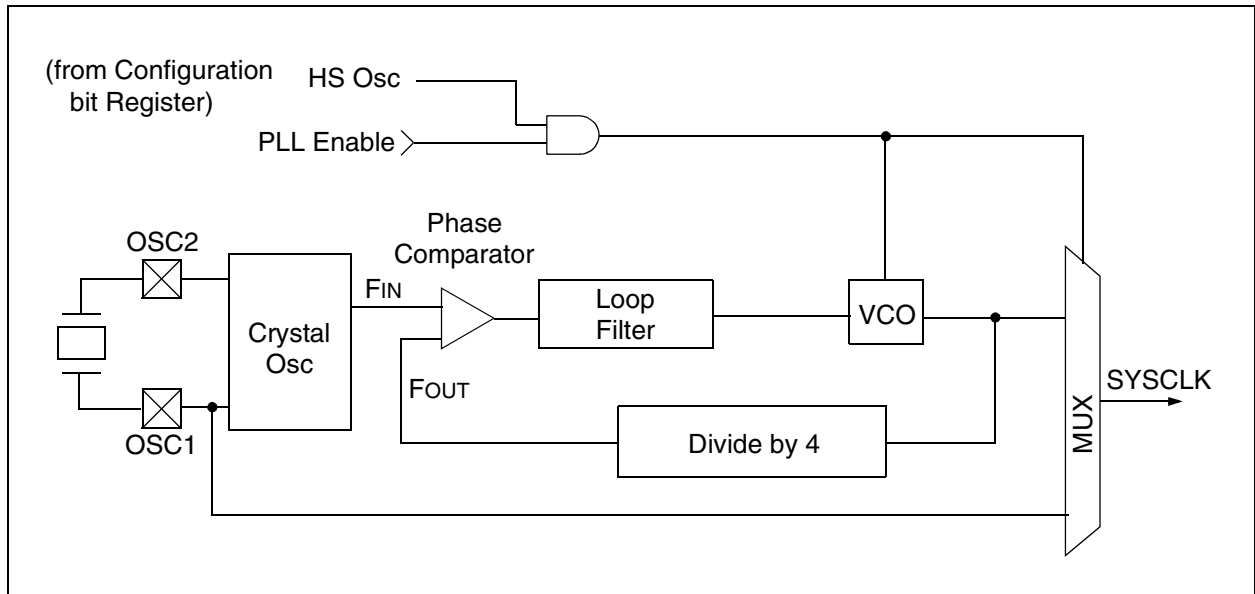 (from Configuration
bit Register)
HS Osc
PLL Enable
Phase
Comparator
OSC2
FIN
Crystal
Osc
Loop
Filter
VCO
FOUT
SYSCLK
MUX
OSC1
Divide by 4